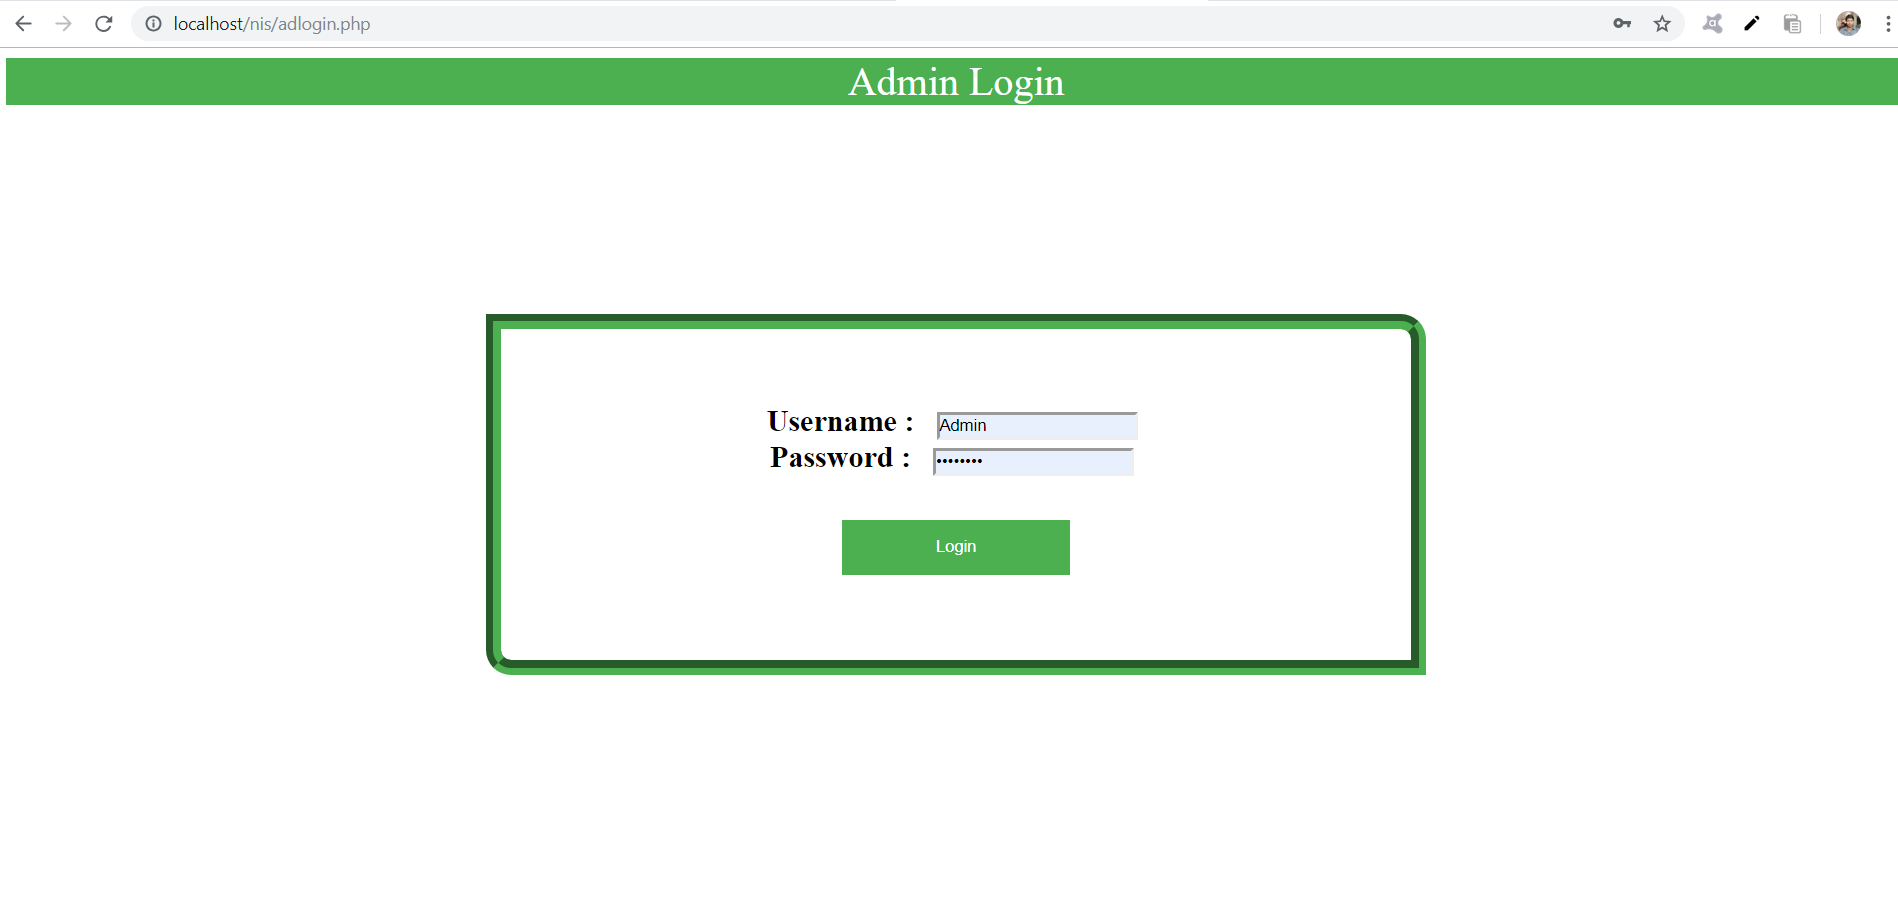 localhost/nis/adlogin.php
Admin Login
Username : Admin
Password : ••••••••
Login